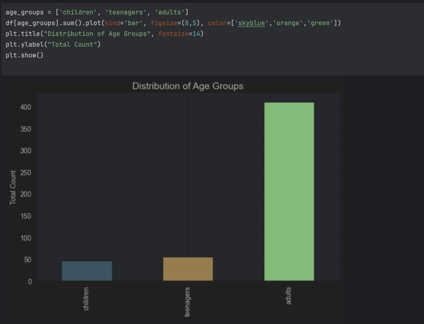 age_groups = ['children', 'teenagers', 'adults']
df[age_groups].sum().plot(kind='bar', figsize=(8,5), color=['skyblue','orange','green'])
plt.title("Distribution of Age Groups", fontsize=14)
plt.ylabel("Total Count")
plt.show()
Distribution of Age Groups
400
350
300
250
200
150
100
50
0
Total Count
children
teenagers
adults